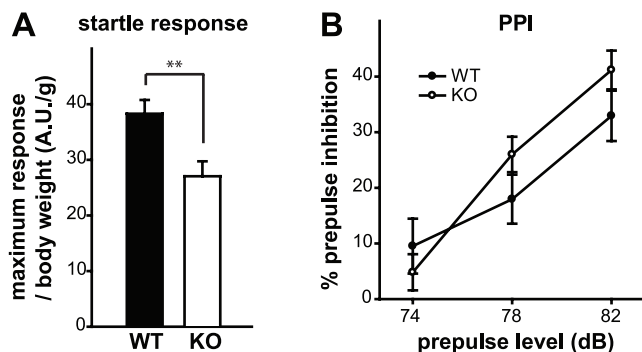 A startle response
**
maximum response
/ body weight (A.U./g)
40
30
20
10
0
WT KO
B PPI
WT
KO
% prepulse inhibition
40
30
20
10
0
74 78 82
prepulse level (dB)